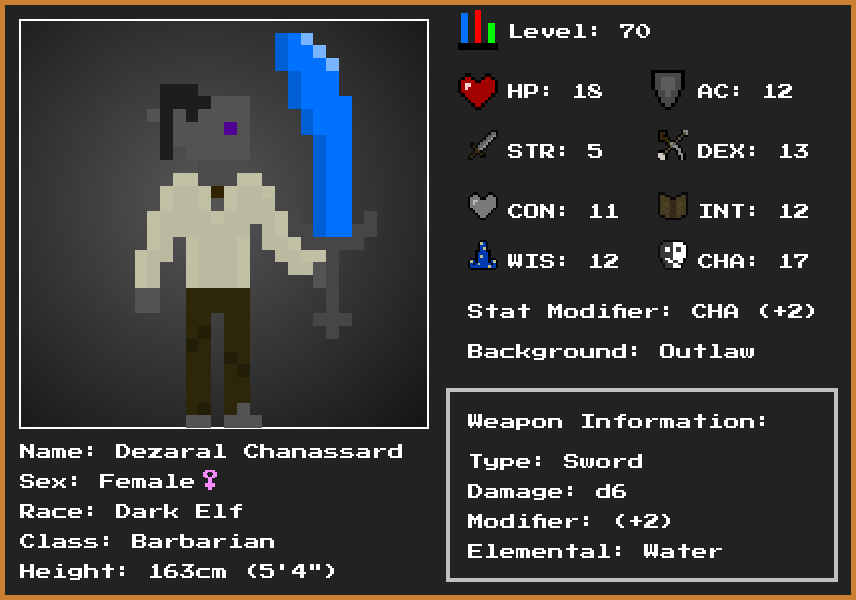 Level: 70
HP: 18
AC: 12
STR: 5
DEX: 13
CON: 11
INT: 12
WIS: 12
CHA: 17
Stat Modifier: CHA (+2)
Background: Outlaw
Weapon Information:
Type: Sword
Damage: d6
Modifier: (+2)
Elemental: Water
Name: Dezaral Chanassard
Sex: Female♀
Race: Dark Elf
Class: Barbarian
Height: 163cm (5'4")